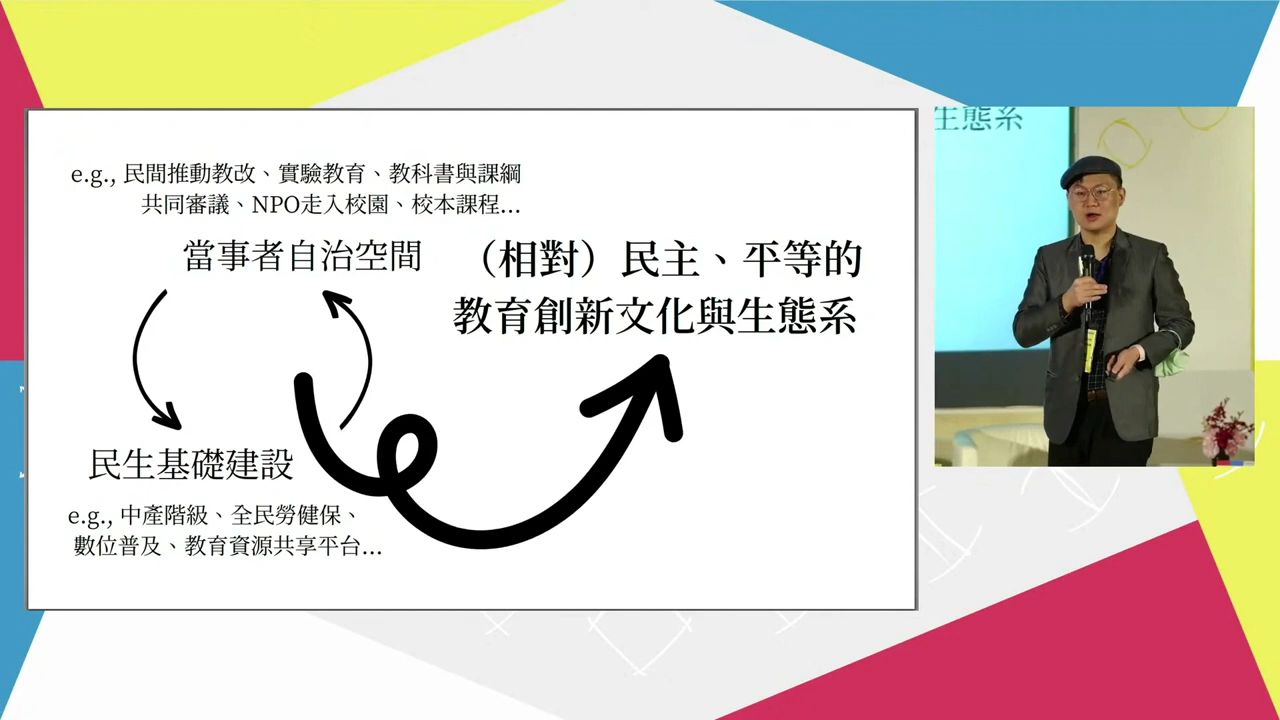 e.g., 民間推動教改、實驗教育、教科書與課綱
共同審議、NPO走入校園、校本課程...
當事者自治空間
（相對）民主、平等的
教育創新文化與生態系
民生基礎建設
e.g., 中產階級、全民勞健保、
數位普及、教育資源共享平台...
生態系